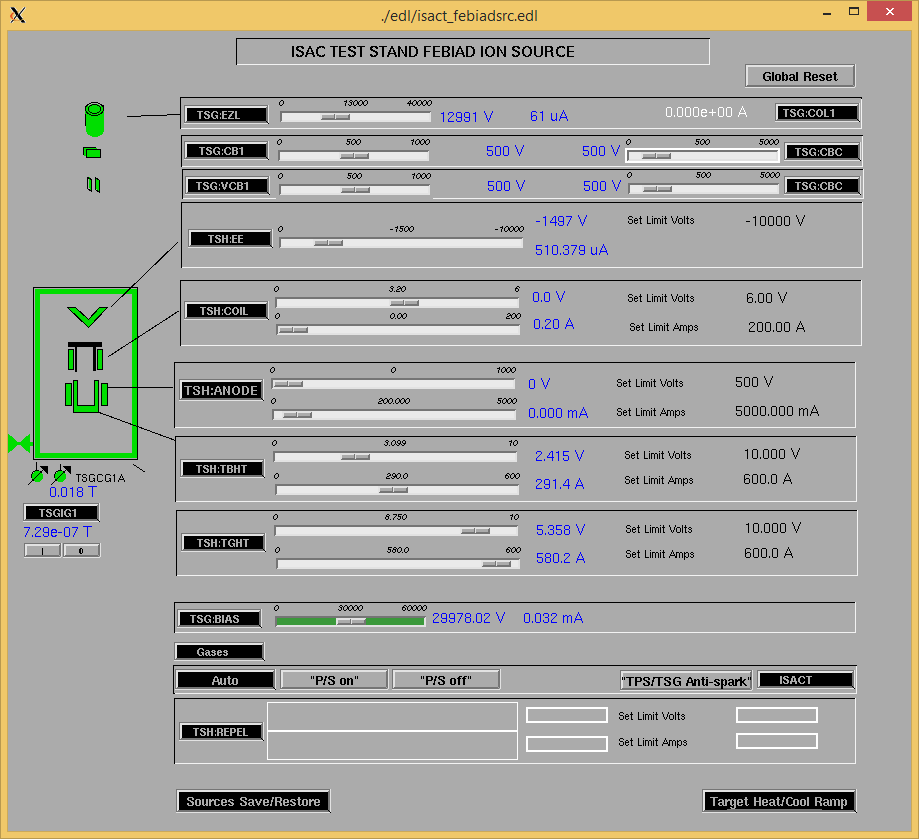 ./edl/isact_febiadsrc.edl
ISAC TEST STAND FEBIAD ION SOURCE
Global Reset
TSG:EZL 0 13000 40000 12991 V 61 uA 0.000e+00 A TSG:COL1
TSG:CB1 0 500 1000 500 V 500 V 0 500 5000 TSG:CBC
TSG:VCB1 0 500 1000 500 V 500 V 0 500 5000 TSG:CBC
TSH:EE 0 -1500 -10000 -1497 V Set Limit Volts -10000 V
510.379 uA
TSH:COIL 0 3.20 6 0.0 V Set Limit Volts 6.00 V
0 0.00 200 0.20 A Set Limit Amps 200.00 A
TSH:ANODE 0 0 1000 0 V Set Limit Volts 500 V
0 200.000 5000 0.000 mA Set Limit Amps 5000.000 mA
TSH:TBHT 0 3.099 10 2.415 V Set Limit Volts 10.000 V
0 290.0 600 291.4 A Set Limit Amps 600.0 A
TSGCG1A
0.018 T
TSGIG1
7.29e-07 T
I 0
TSH:TGHT 0 6.750 10 5.358 V Set Limit Volts 10.000 V
0 580.0 600 580.2 A Set Limit Amps 600.0 A
TSG:BIAS 0 30000 60000 29978.02 V 0.032 mA
Gases
Auto "P/S on" "P/S off" "TPS/TSG Anti-spark" ISACT
TSH:REPEL Set Limit Volts
Set Limit Amps
Sources Save/Restore Target Heat/Cool Ramp